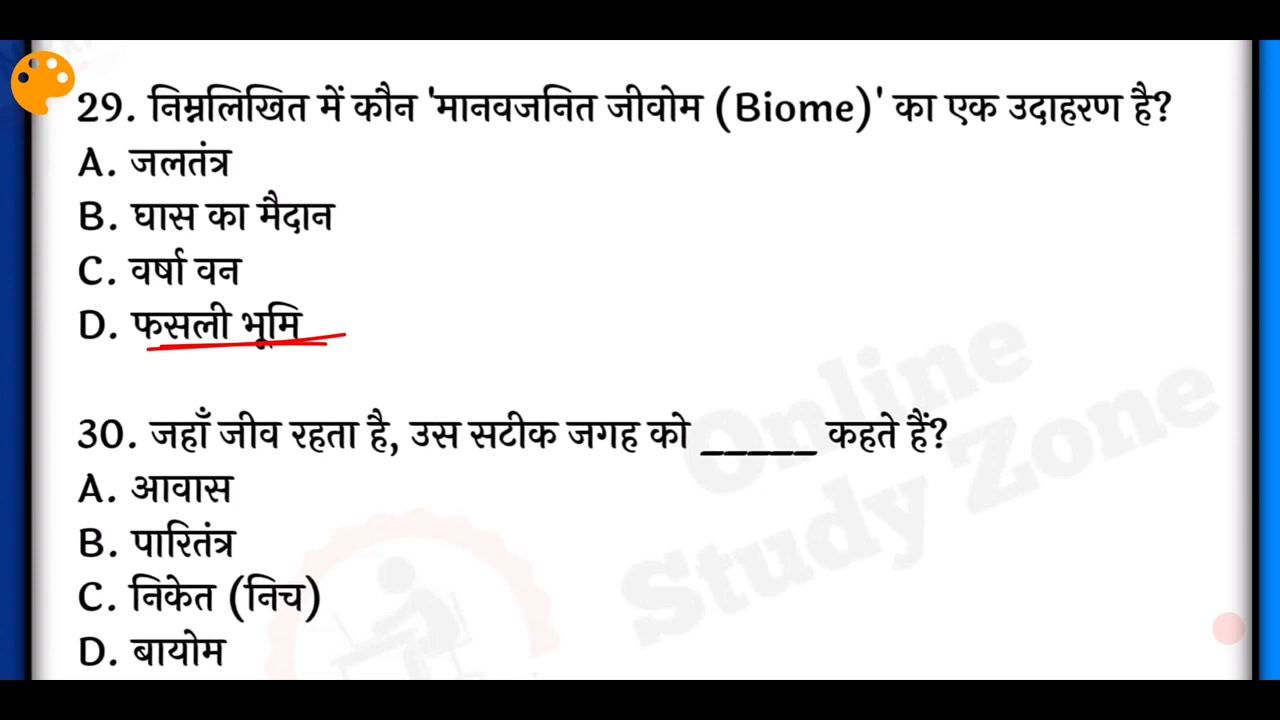 29. निम्नलिखित में कौन 'मानवजनित जीवोम (Biome)' का एक उदाहरण है?
A. जलतंत्र
B. घास का मैदान
C. वर्षा वन
D. फसली भूमि
30. जहाँ जीव रहता है, उस सटीक जगह को _____ कहते हैं?
A. आवास
B. पारितंत्र
C. निकेत (निच)
D. बायोम
Online
Study Zone